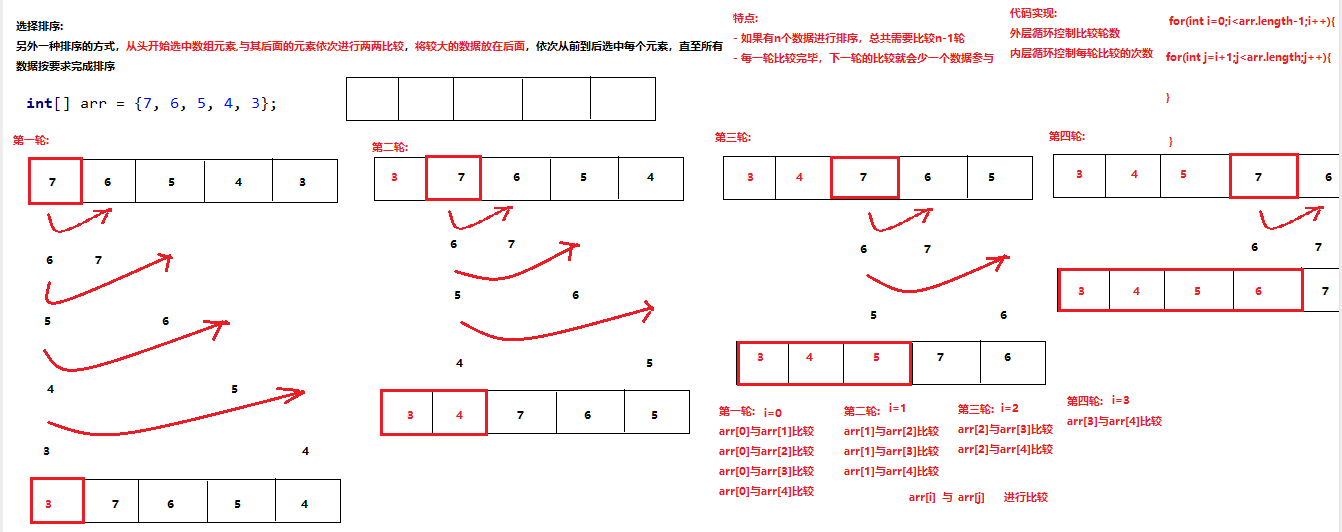 选择排序:
另外一种排序的方式，从头开始选中数组元素,与其后面的元素依次进行两两比较，将较大的数据放在后面，依次从前到后选中每个元素，直至所有
数据按要求完成排序
int[] arr = {7, 6, 5, 4, 3};
特点:
- 如果有n个数据进行排序，总共需要比较n-1轮
- 每一轮比较完毕，下一轮的比较就会少一个数据参与
代码实现:
外层循环控制比较轮数
内层循环控制每轮比较的次数
for(int i=0;i<arr.length-1;i++){
for(int j=i+1;j<arr.length;j++){
}
}
第一轮:
7 6 5 4 3
6 7
5 6
4 5
3 4
3 7 6 5 4
第二轮:
3 7 6 5 4
6 7
5 6
4 5
3 4 7 6 5
第三轮:
3 4 7 6 5
6 7
5 6
3 4 5 7 6
第四轮:
3 4 5 7 6
6 7
3 4 5 6 7
第一轮: i=0
arr[0]与arr[1]比较
arr[0]与arr[2]比较
arr[0]与arr[3]比较
arr[0]与arr[4]比较
第二轮: i=1
arr[1]与arr[2]比较
arr[1]与arr[3]比较
arr[1]与arr[4]比较
第三轮: i=2
arr[2]与arr[3]比较
arr[2]与arr[4]比较
第四轮: i=3
arr[3]与arr[4]比较
arr[i] 与 arr[j] 进行比较